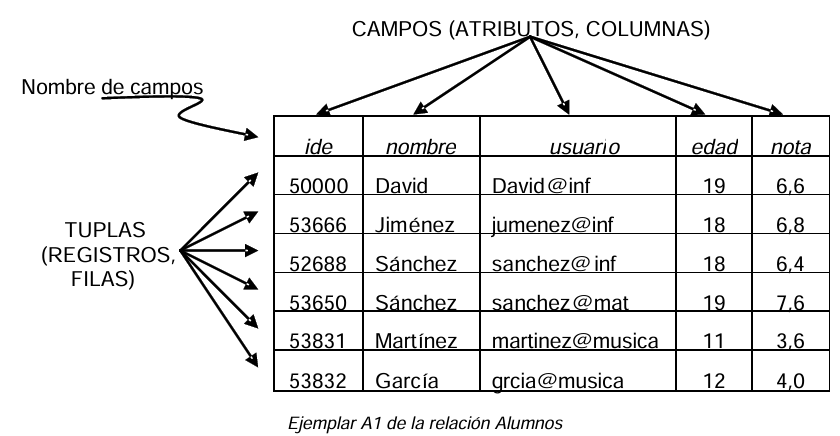 CAMPOS (ATRIBUTOS, COLUMNAS)
Nombre de campos
ide nombre usuario edad nota
50000 David David@inf 19 6,6
53666 Jiménez jumenez@inf 18 6,8
TUPLAS
(REGISTROS,
FILAS)
52688 Sánchez sanchez@inf 18 6,4
53650 Sánchez sanchez@mat 19 7,6
53831 Martínez martinez@musica 11 3,6
53832 García grcia@musica 12 4,0
Ejemplar A1 de la relación Alumnos